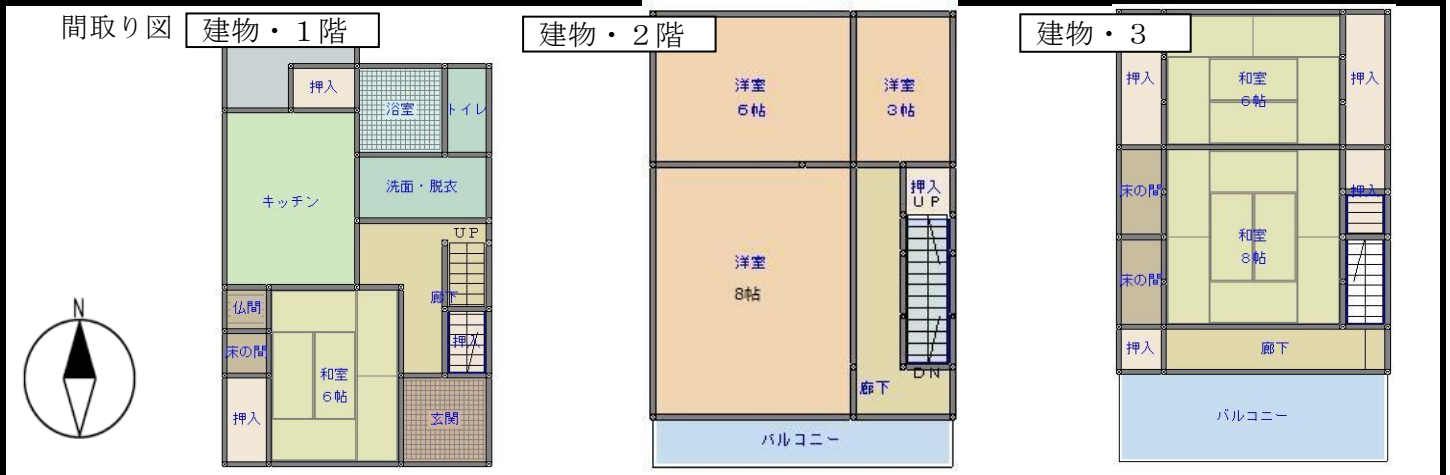 間取り図
建物・1階
押入
浴室
トイレ
洗面・脱衣
キッチン
UP
廊下
仏間
押入
床の間
和室
6帖
押入
玄関
N
建物・2階
洋室
6帖
洋室
3帖
押入
UP
洋室
8帖
DN
廊下
バルコニー
建物・3
押入
和室
6帖
押入
床の間
押入
和室
8帖
床の間
押入
廊下
バルコニー